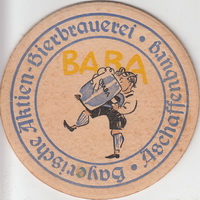 Bayerische Aktien-Bierbrauerei · Aschaffenburg ·
BABA